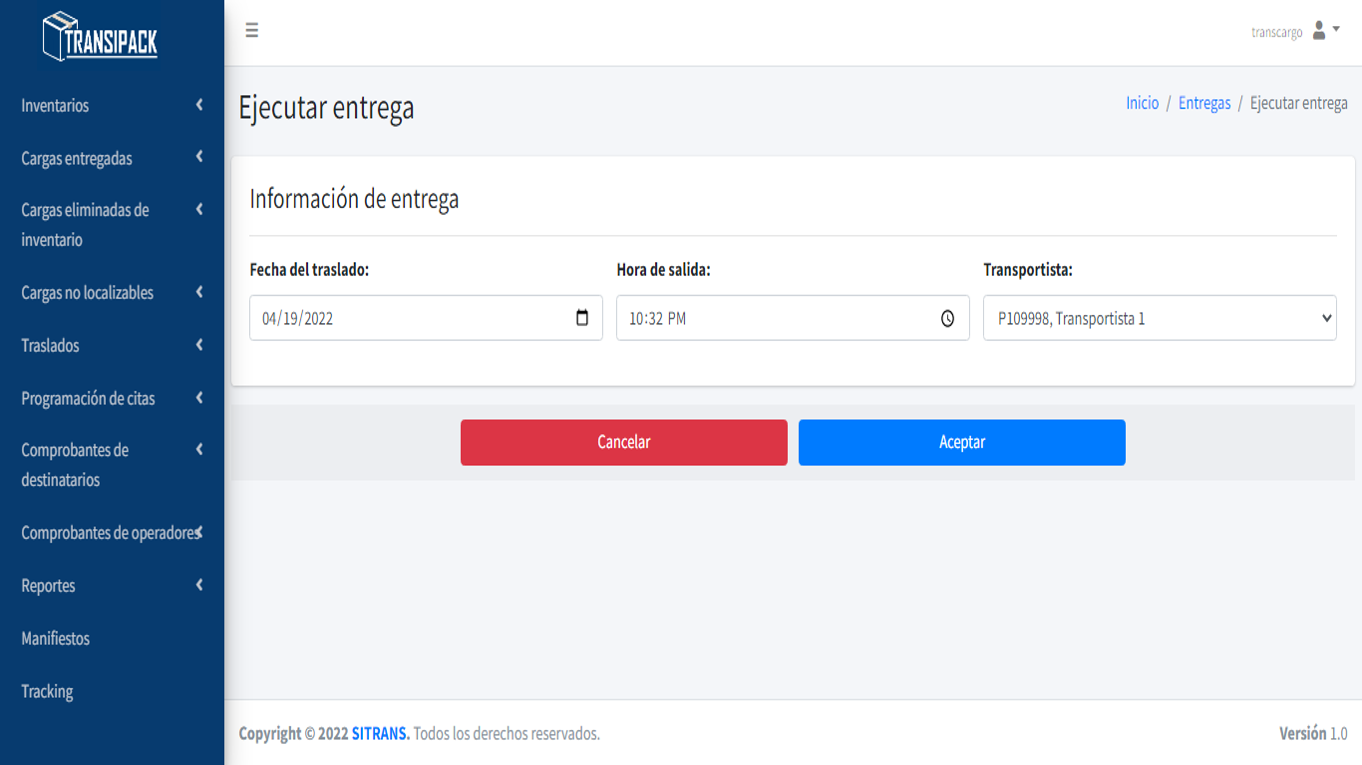 TRANSIPACK
transcargo
Inventarios
Cargas entregadas
Cargas eliminadas de
inventario
Cargas no localizables
Traslados
Programación de citas
Comprobantes de
destinatarios
Comprobantes de operadores
Reportes
Manifiestos
Tracking
Ejecutar entrega
Inicio / Entregas / Ejecutar entrega
Información de entrega
Fecha del traslado: Hora de salida: Transportista:
04/19/2022 10:32 PM P109998, Transportista 1
Cancelar Aceptar
Copyright © 2022 SITRANS. Todos los derechos reservados. Versión 1.0